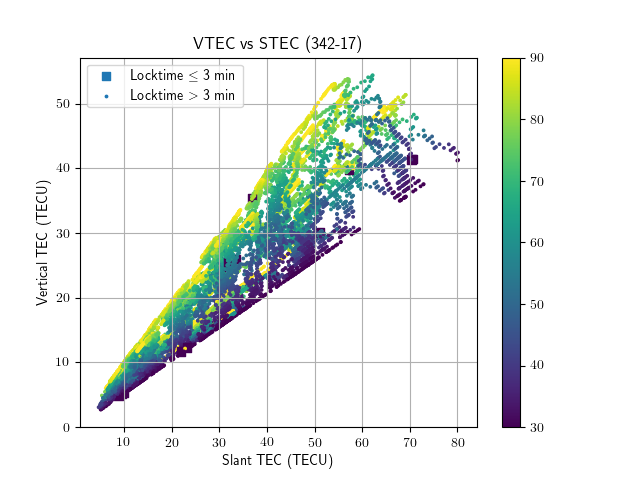 VTEC vs STEC (342-17)
Locktime ≤ 3 min
Locktime > 3 min
Vertical TEC (TECU)
50
40
30
20
10
0
10 20 30 40 50 60 70 80
Slant TEC (TECU)
90
80
70
60
50
40
30